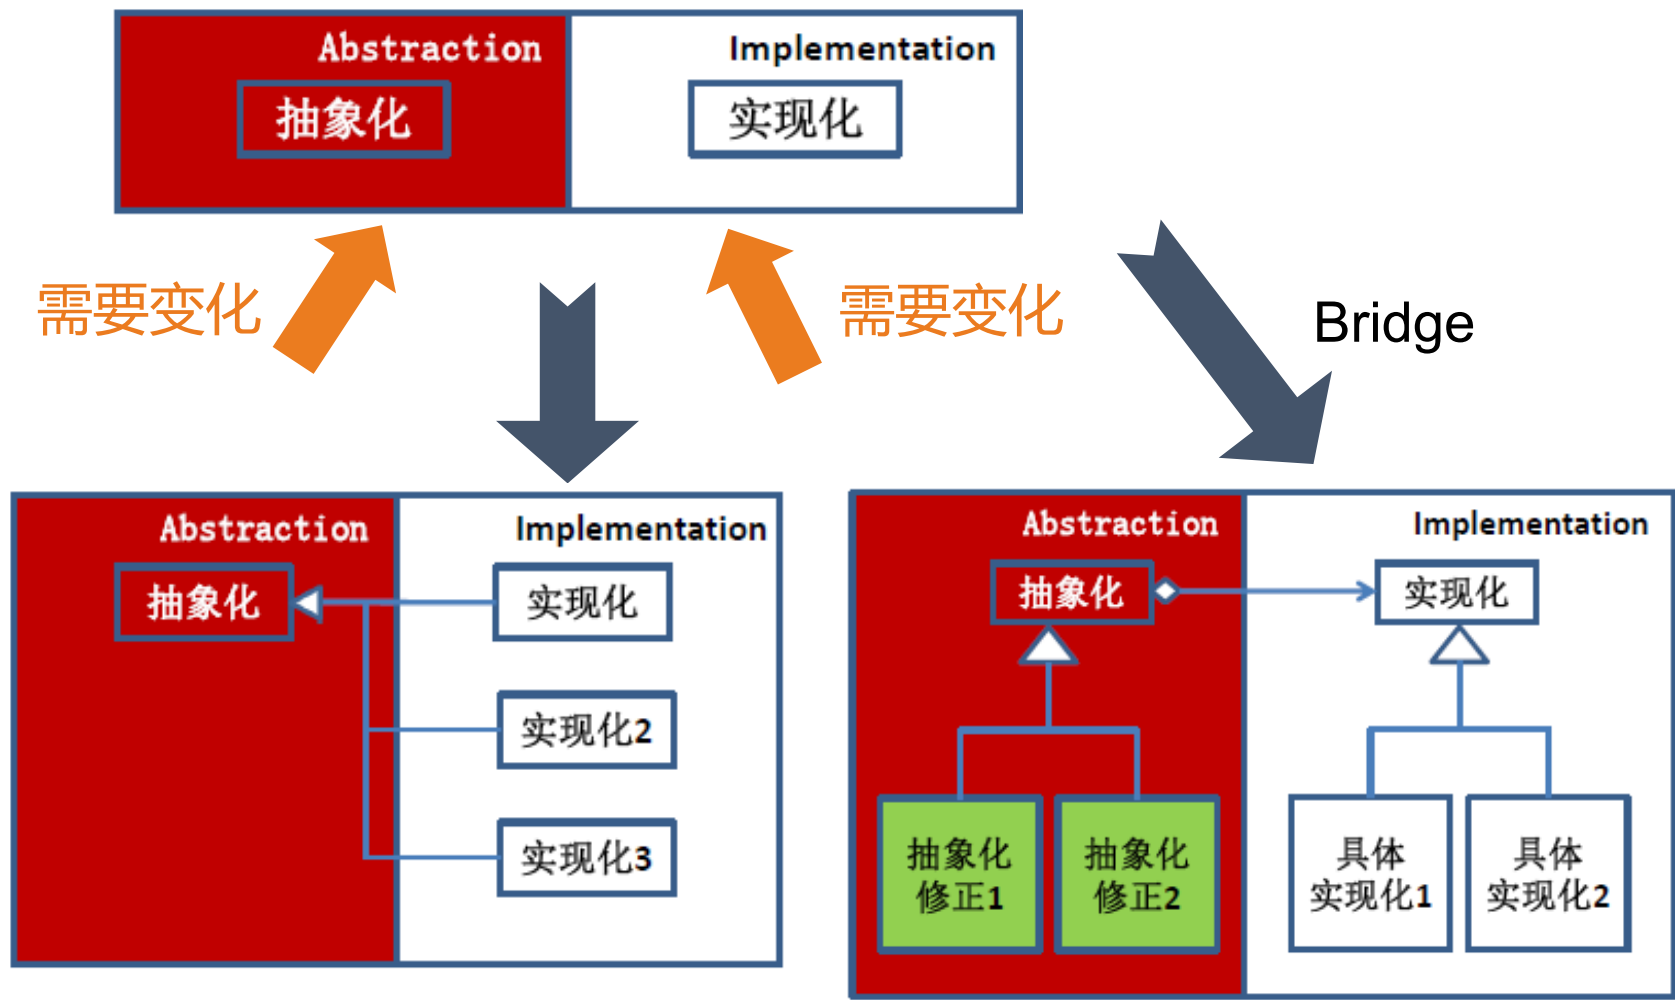 Abstraction
Implementation
抽象化
实现化
需要变化
需要变化
Bridge
Abstraction
Implementation
抽象化
实现化
实现化2
实现化3
Abstraction
Implementation
抽象化
实现化
抽象化
修正1
抽象化
修正2
具体
实现化1
具体
实现化2